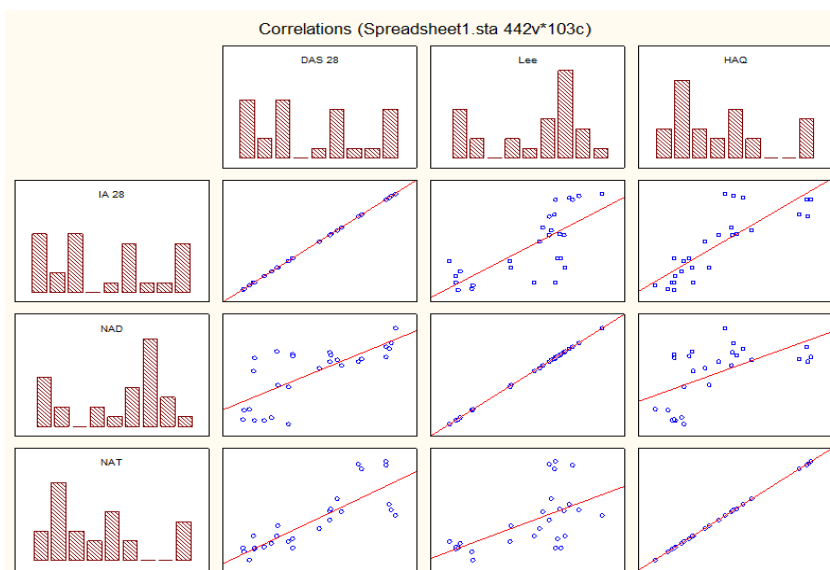 Correlations (Spreadsheet1.sta 442v*103c)
DAS 28
Lee
HAQ
IA 28
NAD
NAT